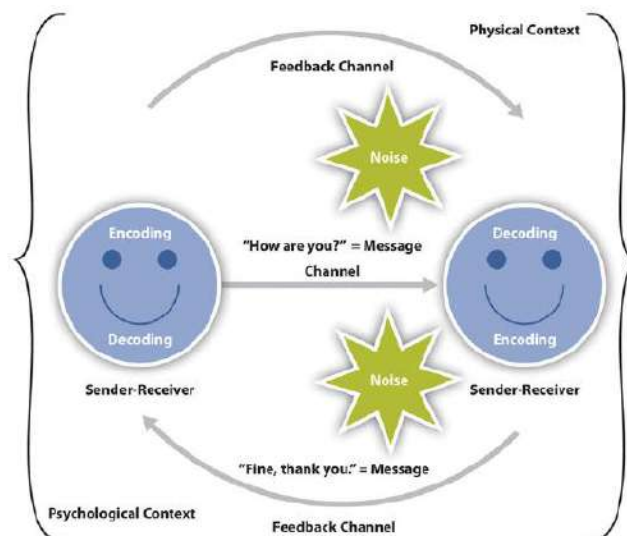 Physical Context
Feedback Channel
Noise
Encoding
Decoding
"How are you?" = Message
Channel
Decoding
Encoding
Sender-Receiver
Noise
Sender-Receiver
"Fine, thank you." = Message
Psychological Context
Feedback Channel